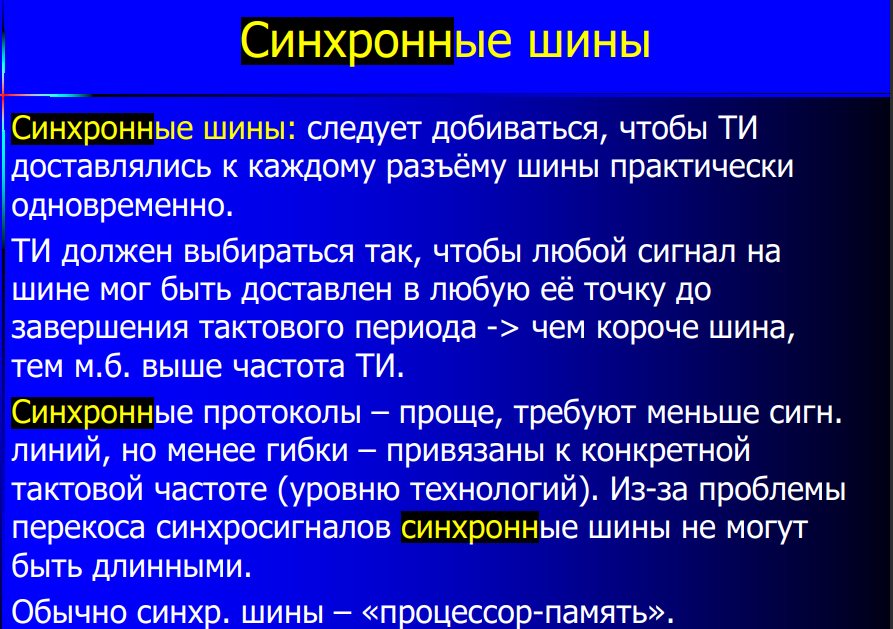 Синхронные шины
Синхронные шины: следует добиваться, чтобы ТИ
доставлялись к каждому разъёму шины практически
одновременно.
ТИ должен выбираться так, чтобы любой сигнал на
шине мог быть доставлен в любую её точку до
завершения тактового периода -> чем короче шина,
тем м.б. выше частота ТИ.
Синхронные протоколы – проще, требуют меньше сигн.
линий, но менее гибки – привязаны к конкретной
тактовой частоте (уровню технологий). Из-за проблемы
перекоса синхросигналов синхронные шины не могут
быть длинными.
Обычно синхр. шины – «процессор-память».